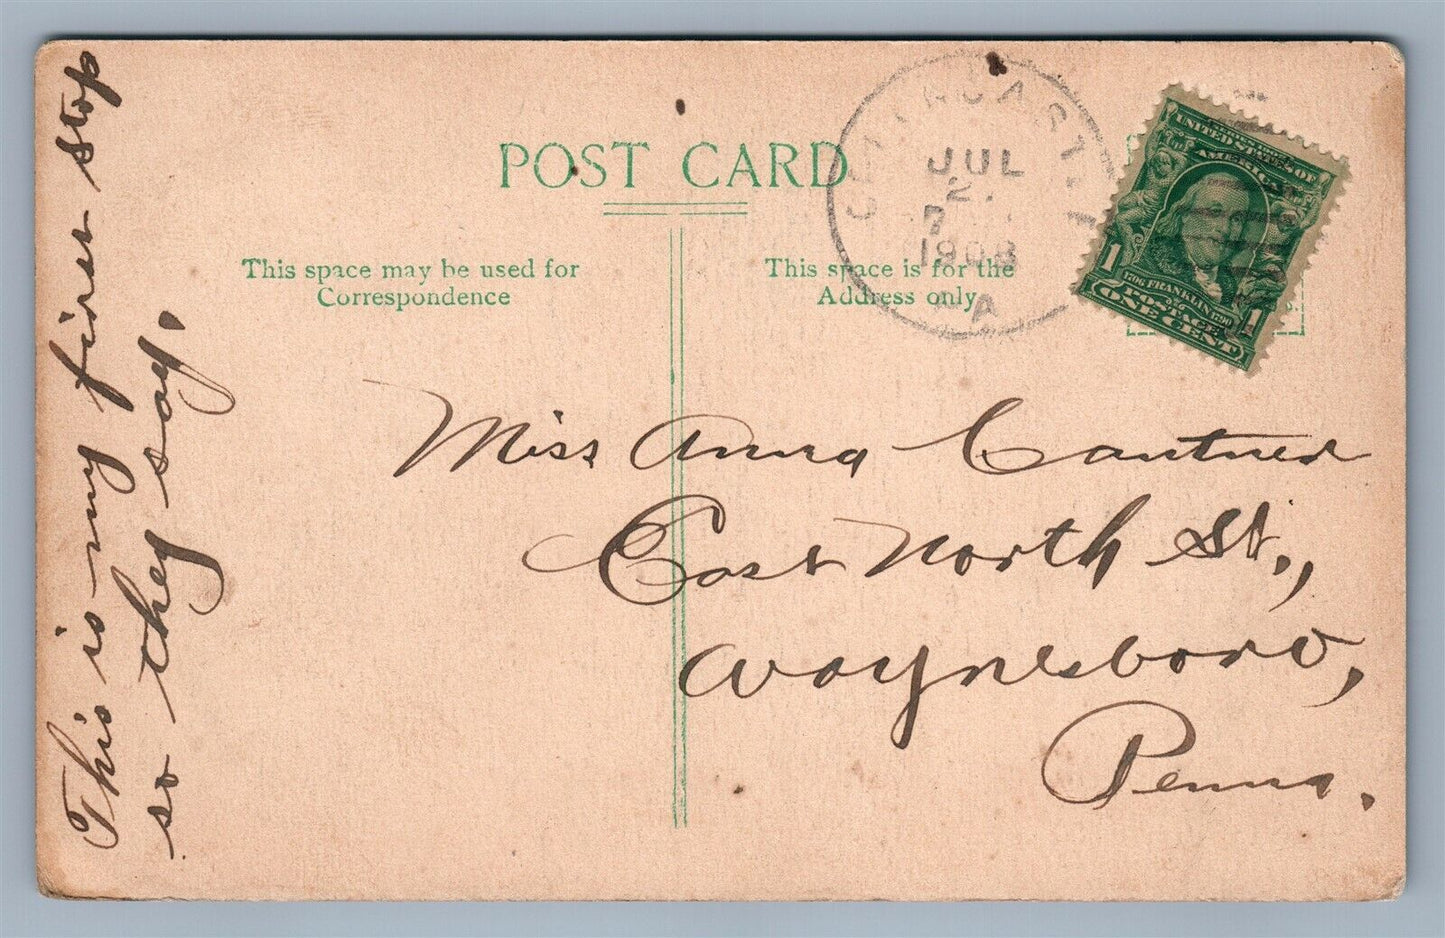 POST CARD
This space may be used for
Correspondence
This space is for the
Address only
JUL
2.
7
1908
PA
UNITED STATES OF
AMERICA
1706 FRANKLIN 1790
POSTAGE
1 ONE CENT 1
Miss Anna
East North St.,
Waynesboro,
Penna.
This is my first stop
so they say.